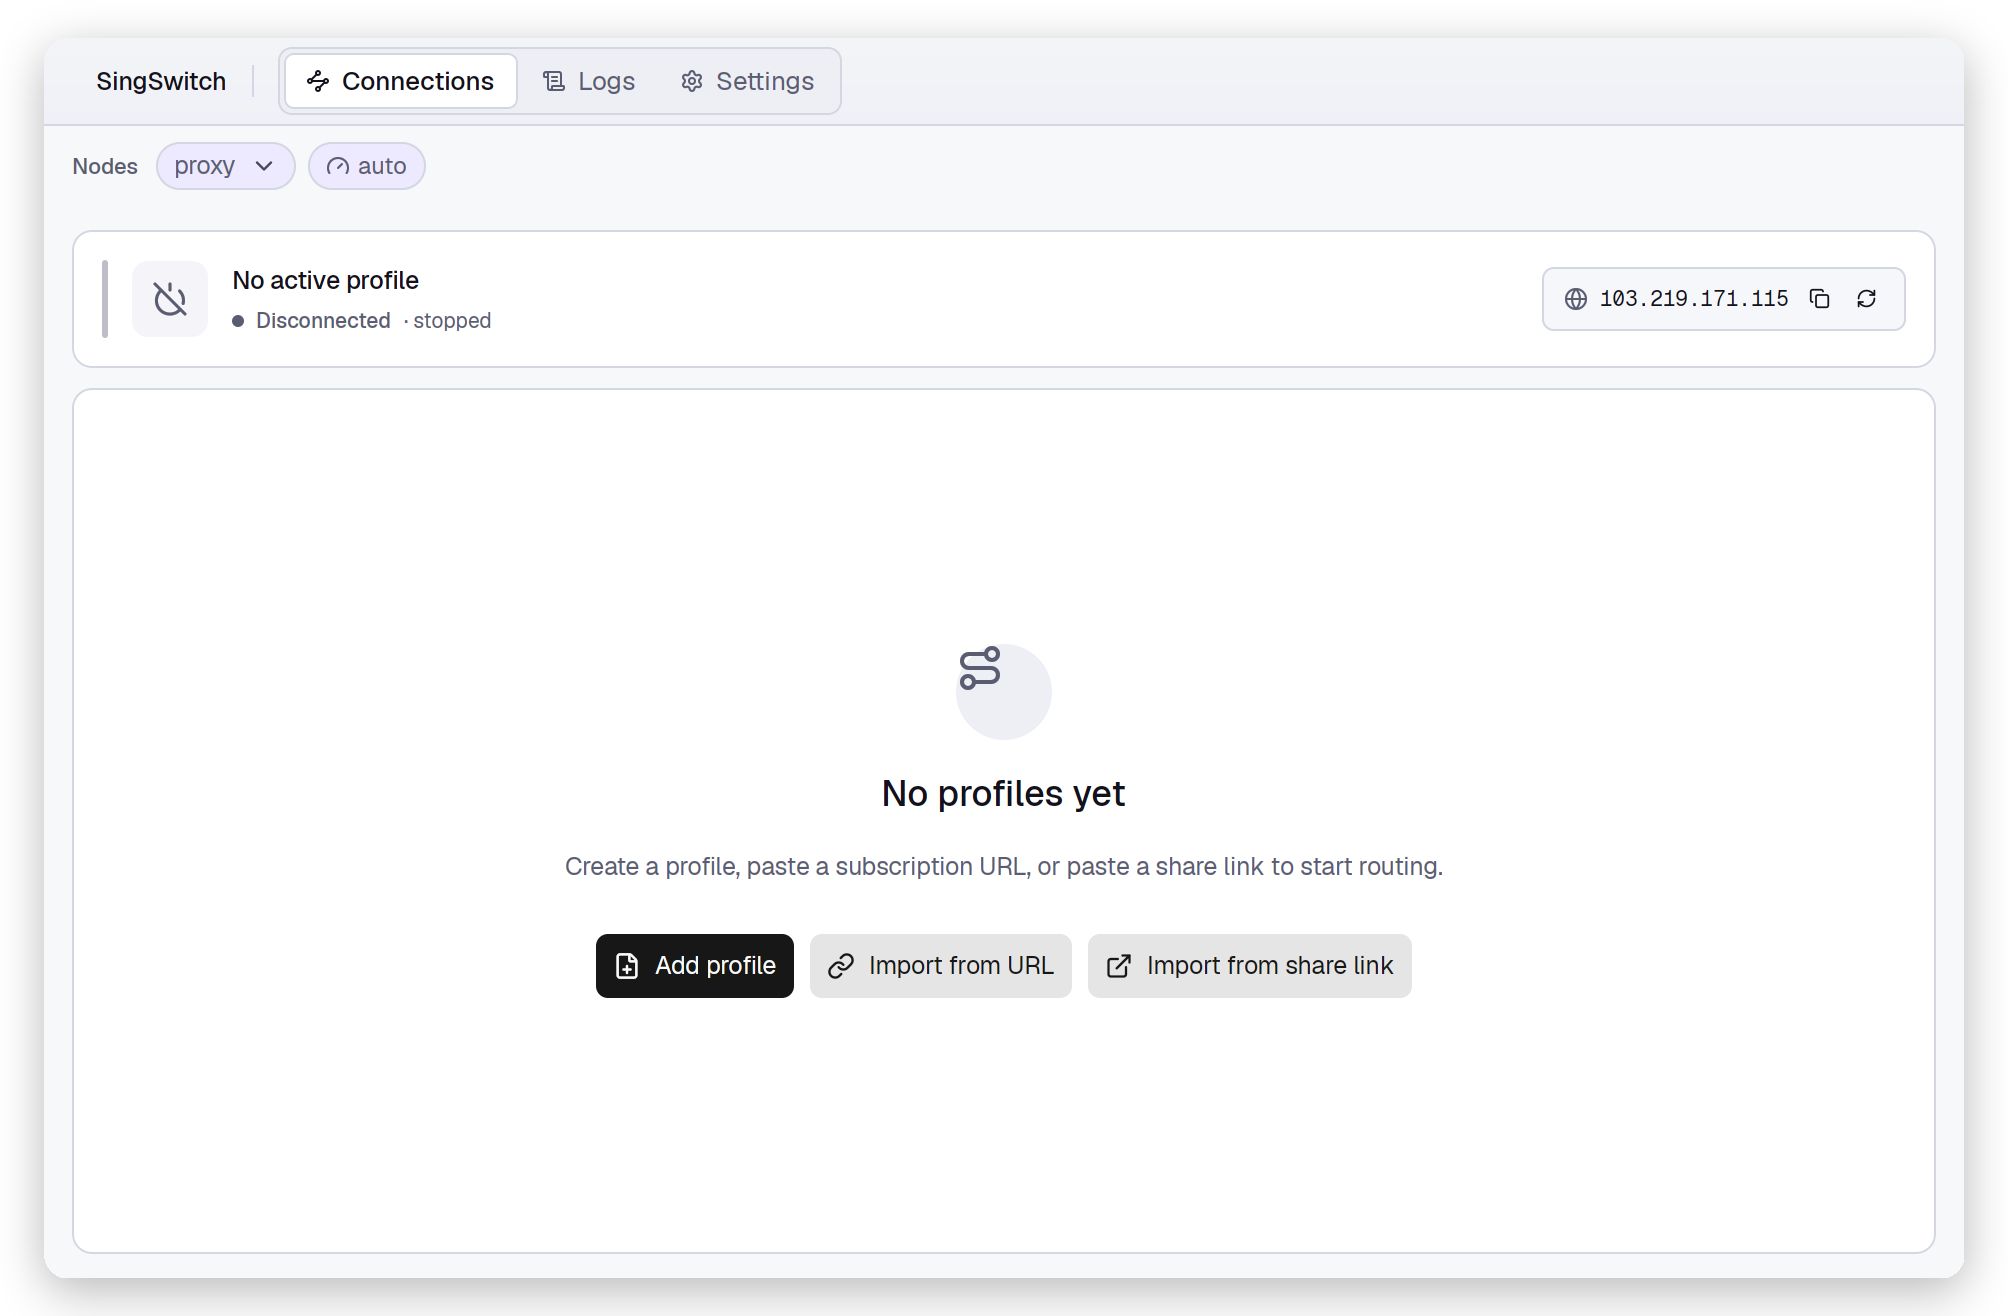 SingSwitch
Connections
Logs
Settings
Nodes
proxy
auto
No active profile
Disconnected · stopped
103.219.171.115
No profiles yet
Create a profile, paste a subscription URL, or paste a share link to start routing.
Add profile
Import from URL
Import from share link